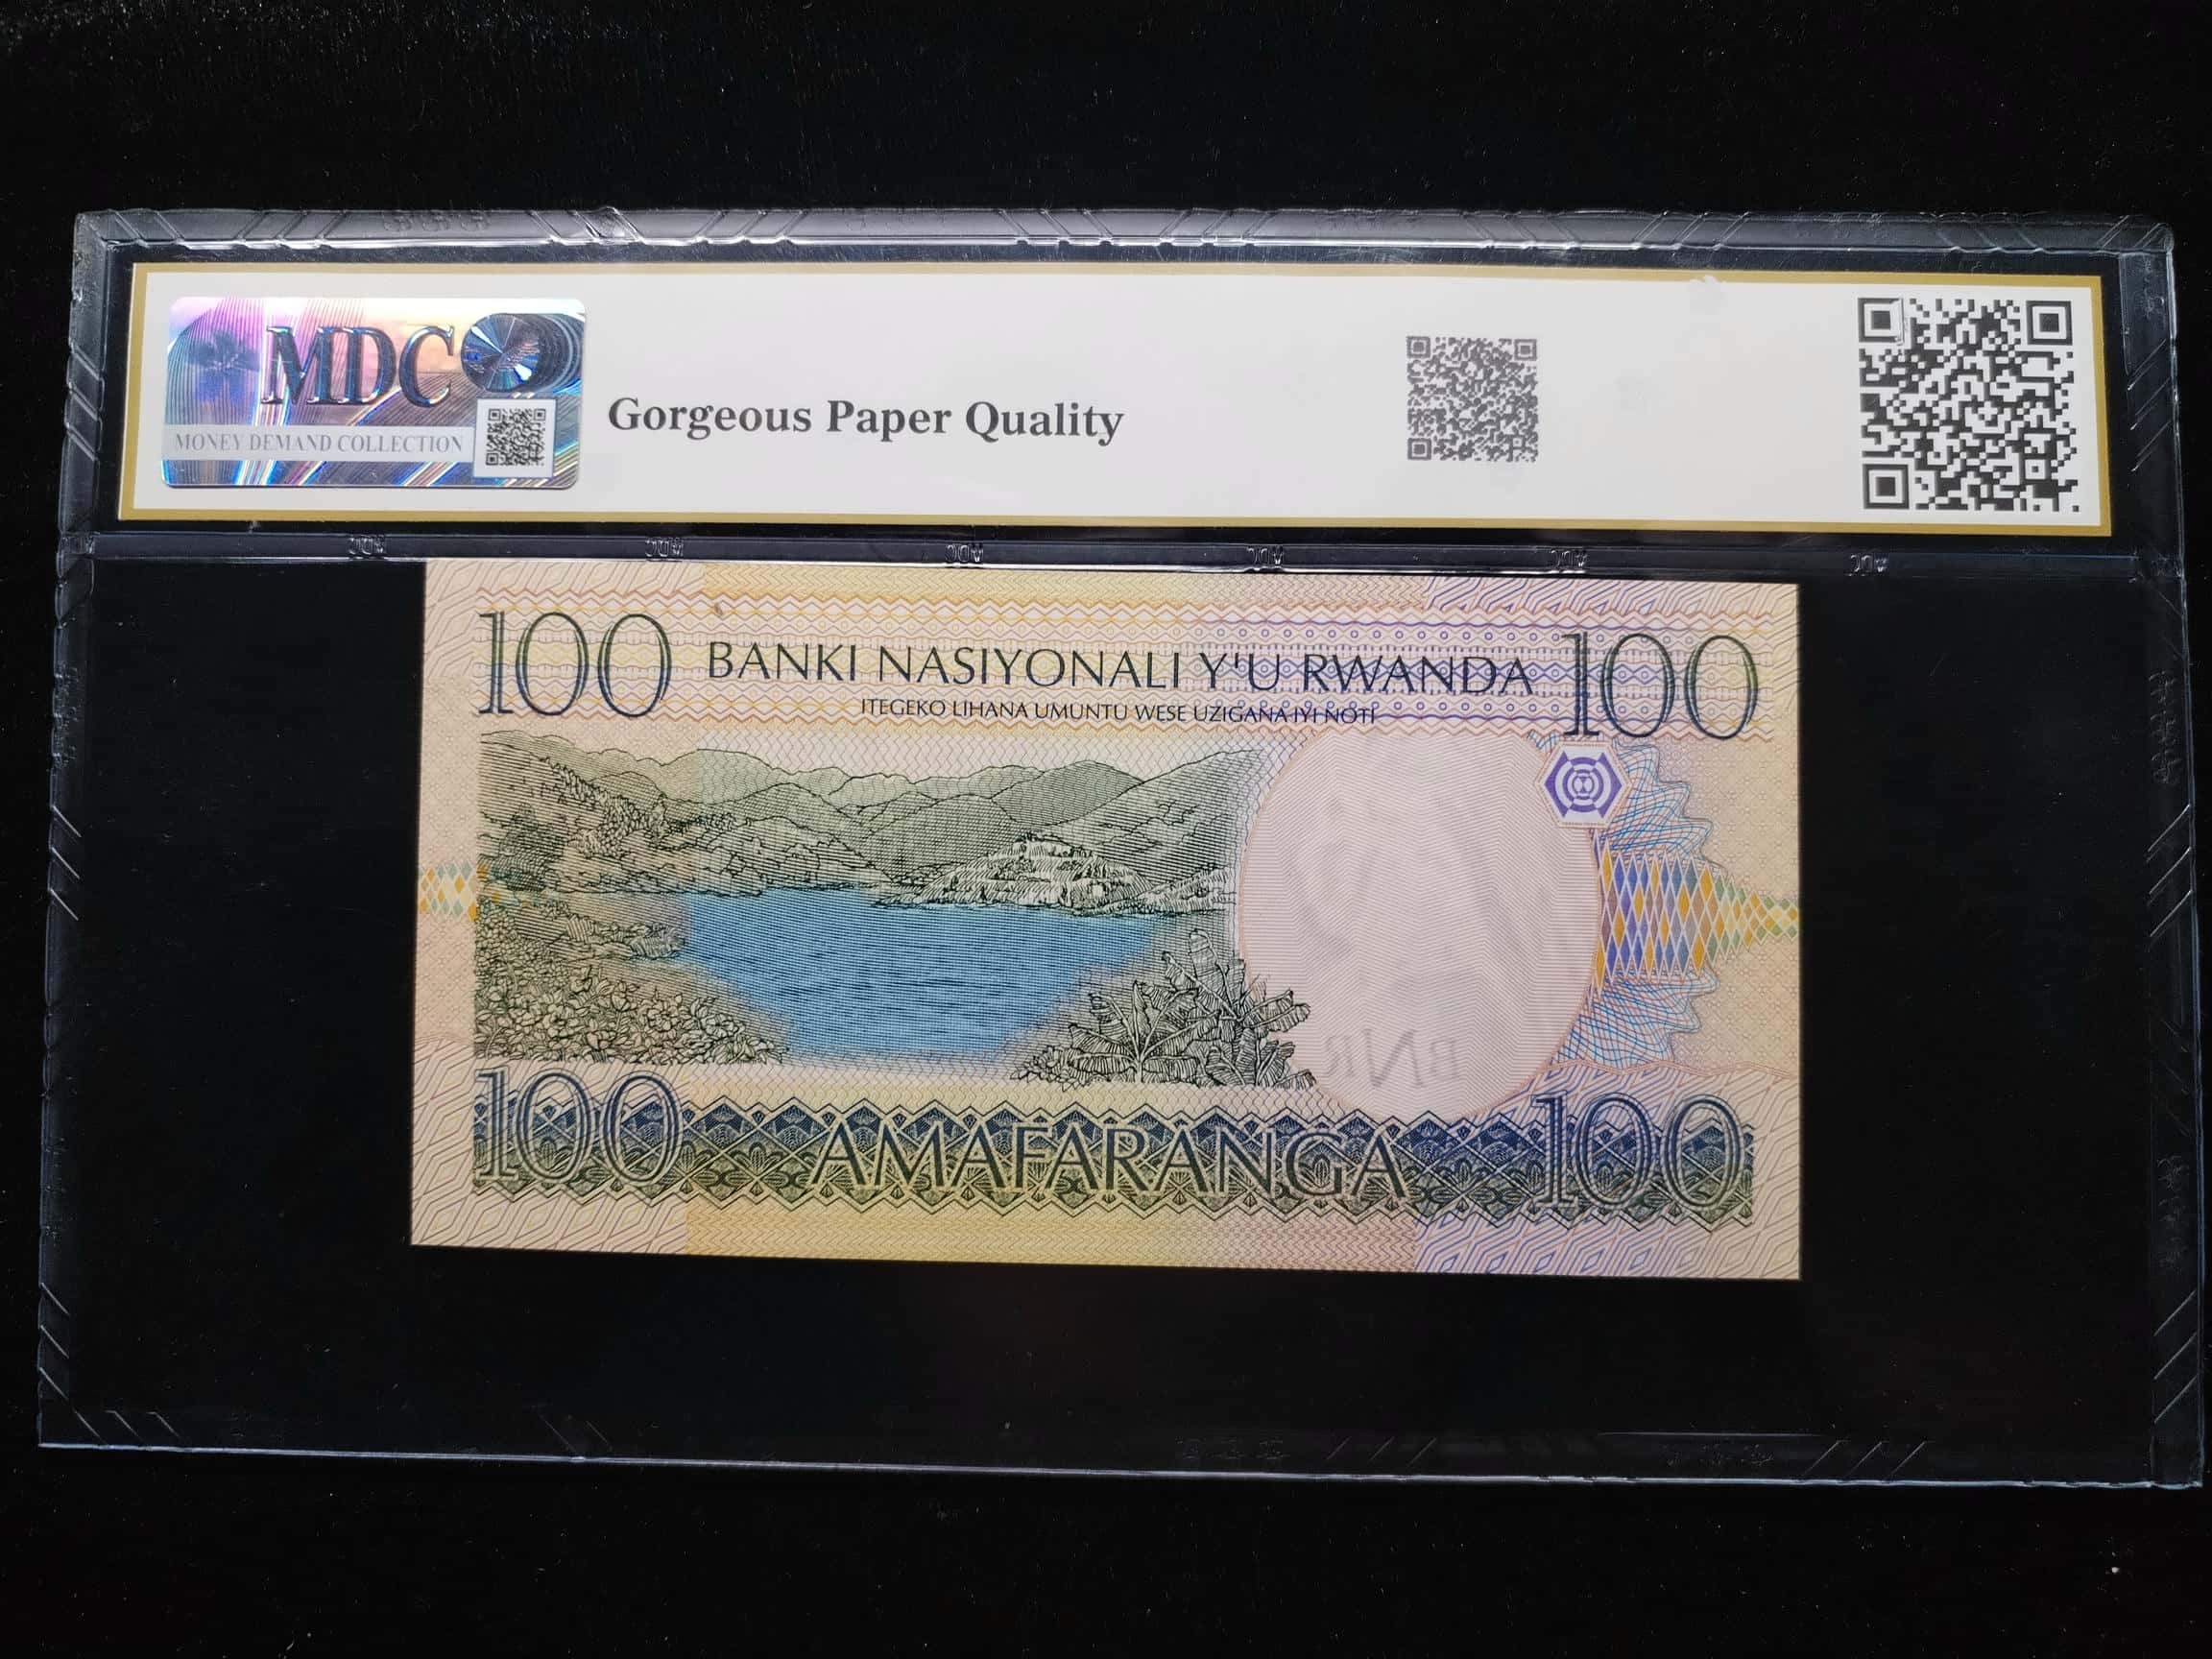 MDC
MONEY DEMAND COLLECTION
Gorgeous Paper Quality
100 BANKI NASIYONALI Y'U RWANDA 100
ITEGEKO LIHANA UMUNTU WESE UZIGANA IYI NOTI
BNR
100 AMAFARANGA 100